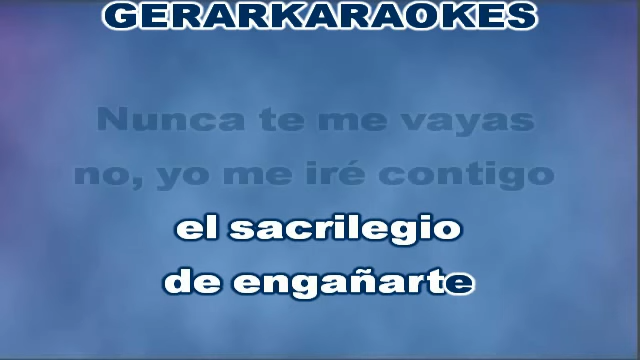 GERARKARAOKES
Nunca te me vayas
no, yo me iré contigo
el sacrilegio
de engañarte